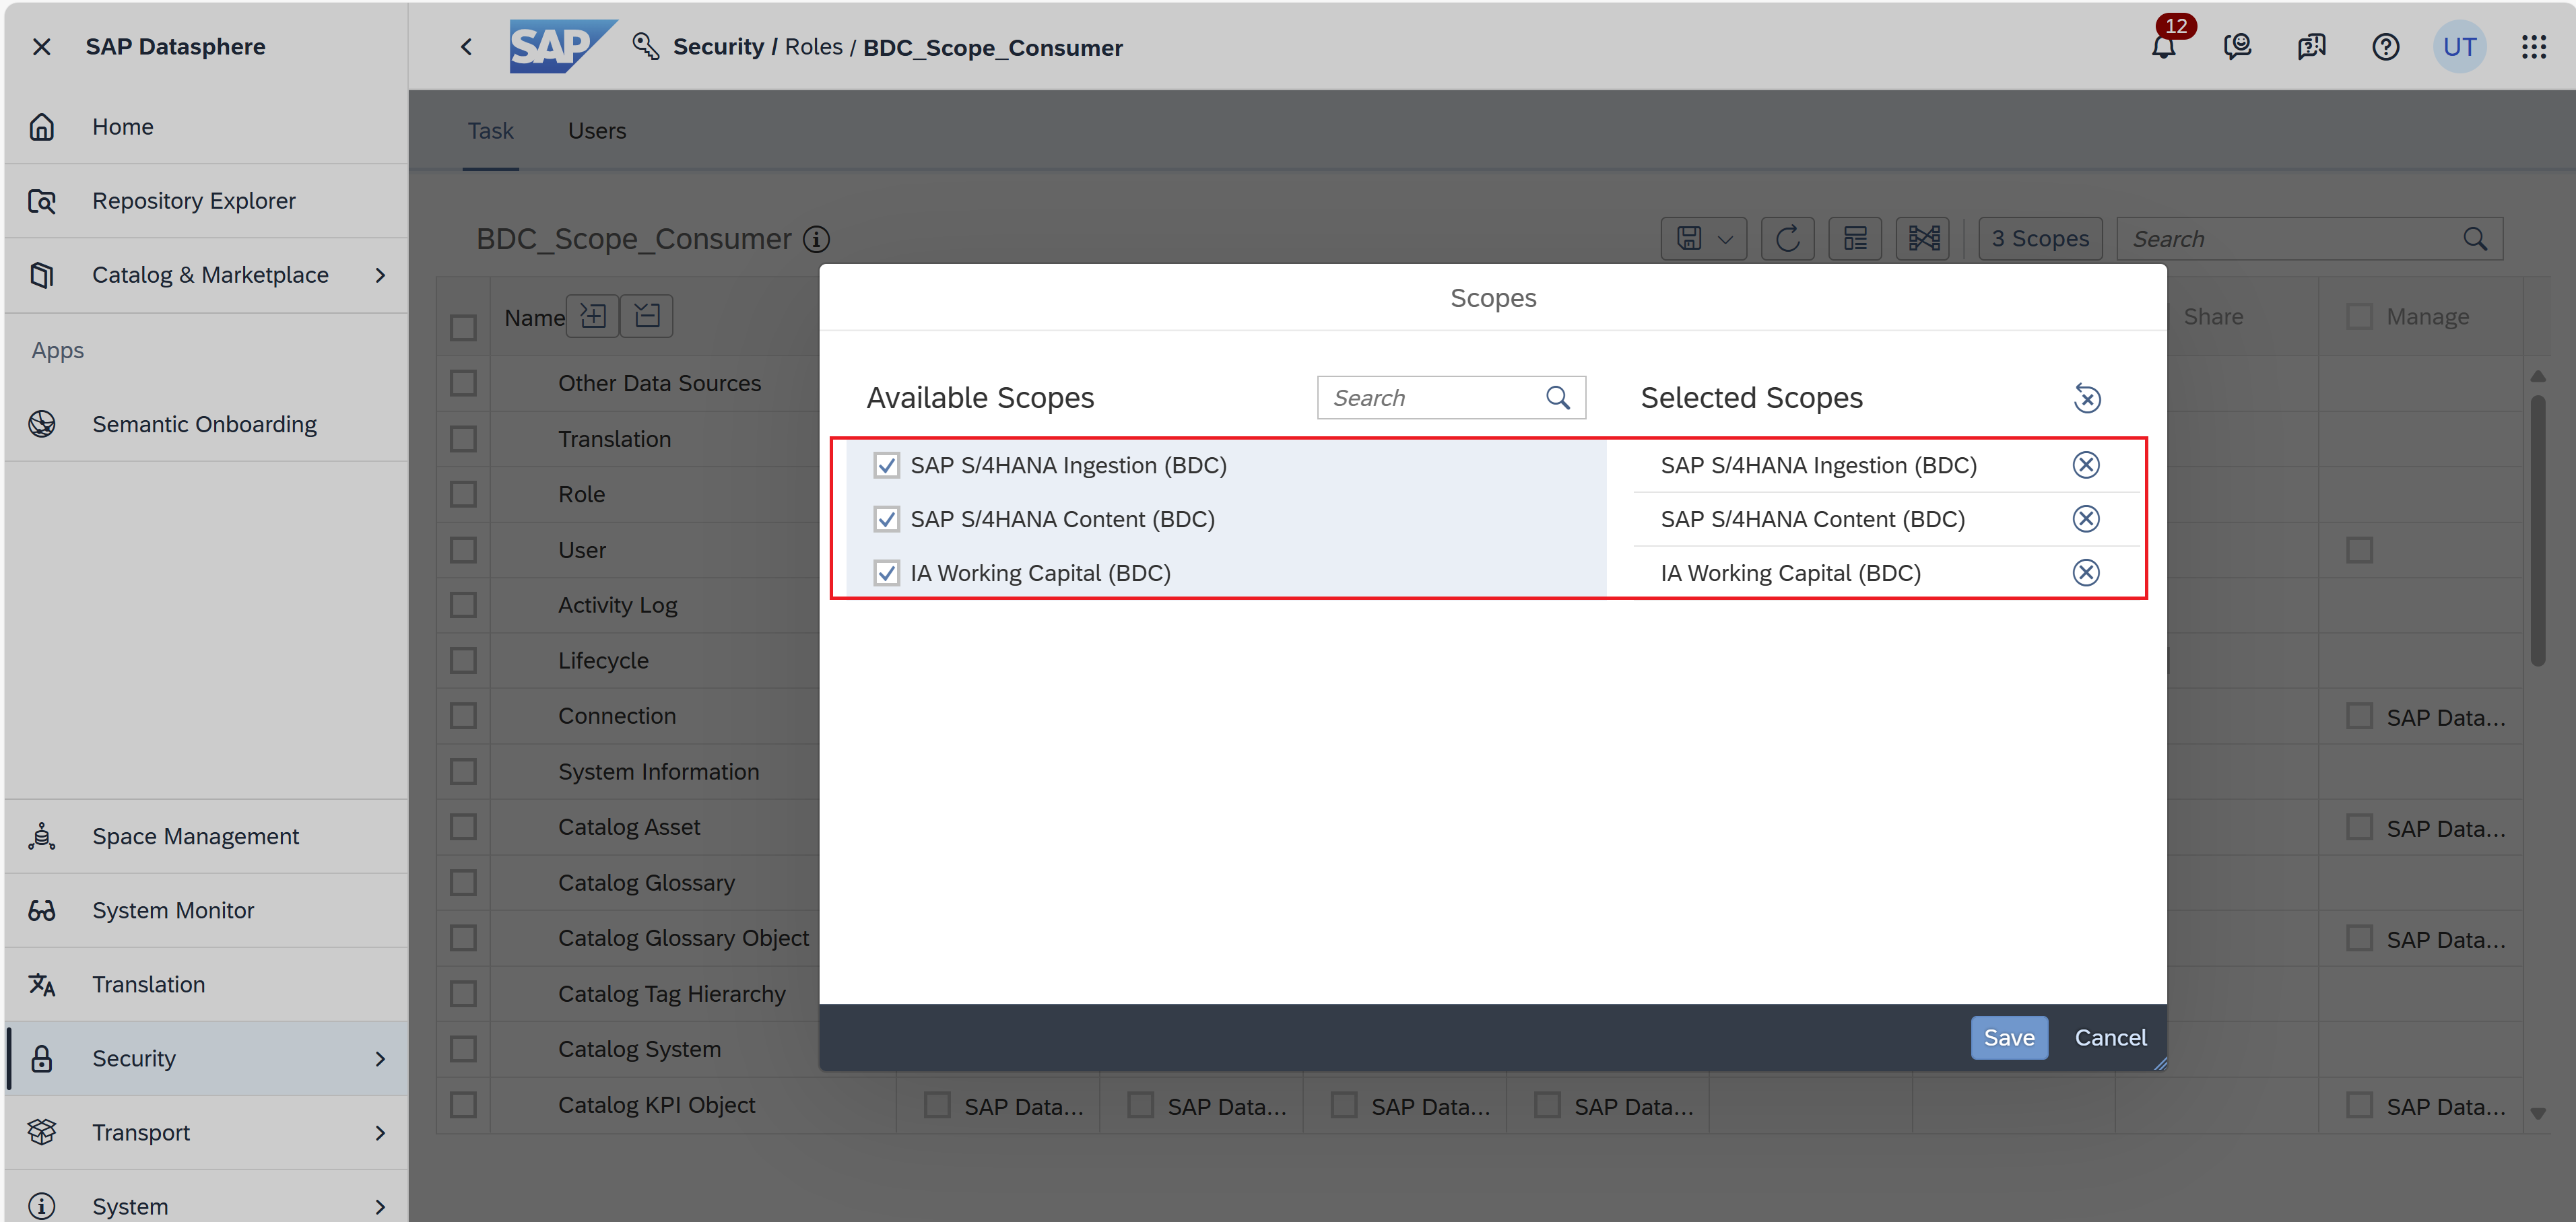 SAP Datasphere
SAP
Security / Roles / BDC_Scope_Consumer
12
UT
Home
Repository Explorer
Catalog & Marketplace
Apps
Semantic Onboarding
Space Management
System Monitor
Translation
Security
Transport
System
Task
Users
BDC_Scope_Consumer
3 Scopes
Search
Name
Share
Manage
Other Data Sources
Translation
Role
User
Activity Log
Lifecycle
Connection
SAP Data...
System Information
Catalog Asset
SAP Data...
Catalog Glossary
Catalog Glossary Object
SAP Data...
Catalog Tag Hierarchy
Catalog System
Catalog KPI Object
SAP Data...
SAP Data...
SAP Data...
SAP Data...
SAP Data...
Scopes
Available Scopes
Search
SAP S/4HANA Ingestion (BDC)
SAP S/4HANA Content (BDC)
IA Working Capital (BDC)
Selected Scopes
SAP S/4HANA Ingestion (BDC)
SAP S/4HANA Content (BDC)
IA Working Capital (BDC)
Save
Cancel